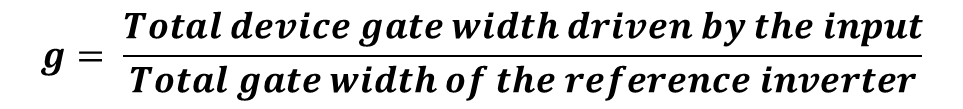 g = Total device gate width driven by the input / Total gate width of the reference inverter